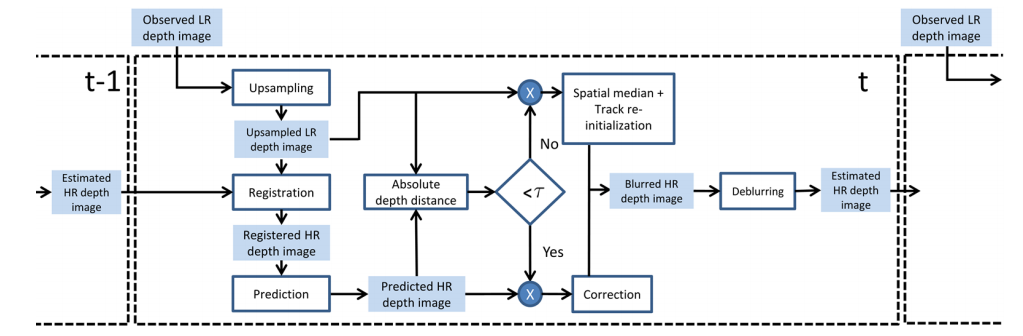 Observed LR
depth image
Observed LR
depth image
t-1
t
Upsampling
Upsampled LR
depth image
Estimated
HR depth
image
Registration
Registered HR
depth image
Prediction
Predicted HR
depth image
Absolute
depth distance
<τ
No
Yes
X
X
Spatial median +
Track re-
initialization
Correction
Blurred HR
depth image
Deblurring
Estimated
HR depth
image